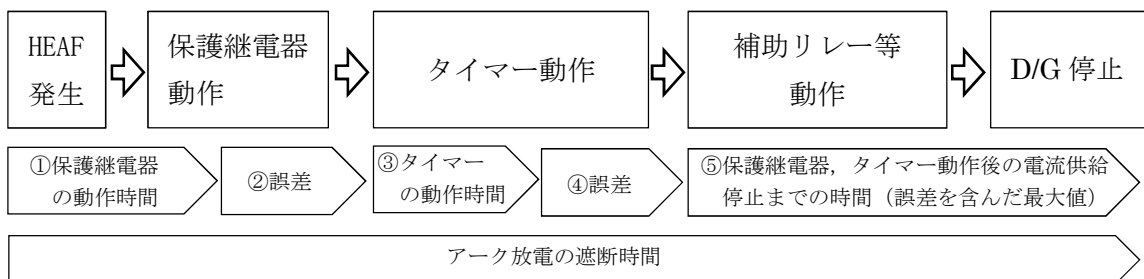 HEAF
発生
保護継電器
動作
タイマー動作
補助リレー等
動作
D/G 停止
①保護継電器
の動作時間
②誤差
③タイマー
の動作時間
④誤差
⑤保護継電器，タイマー動作後の電流供給
停止までの時間（誤差を含んだ最大値）
アーク放電の遮断時間